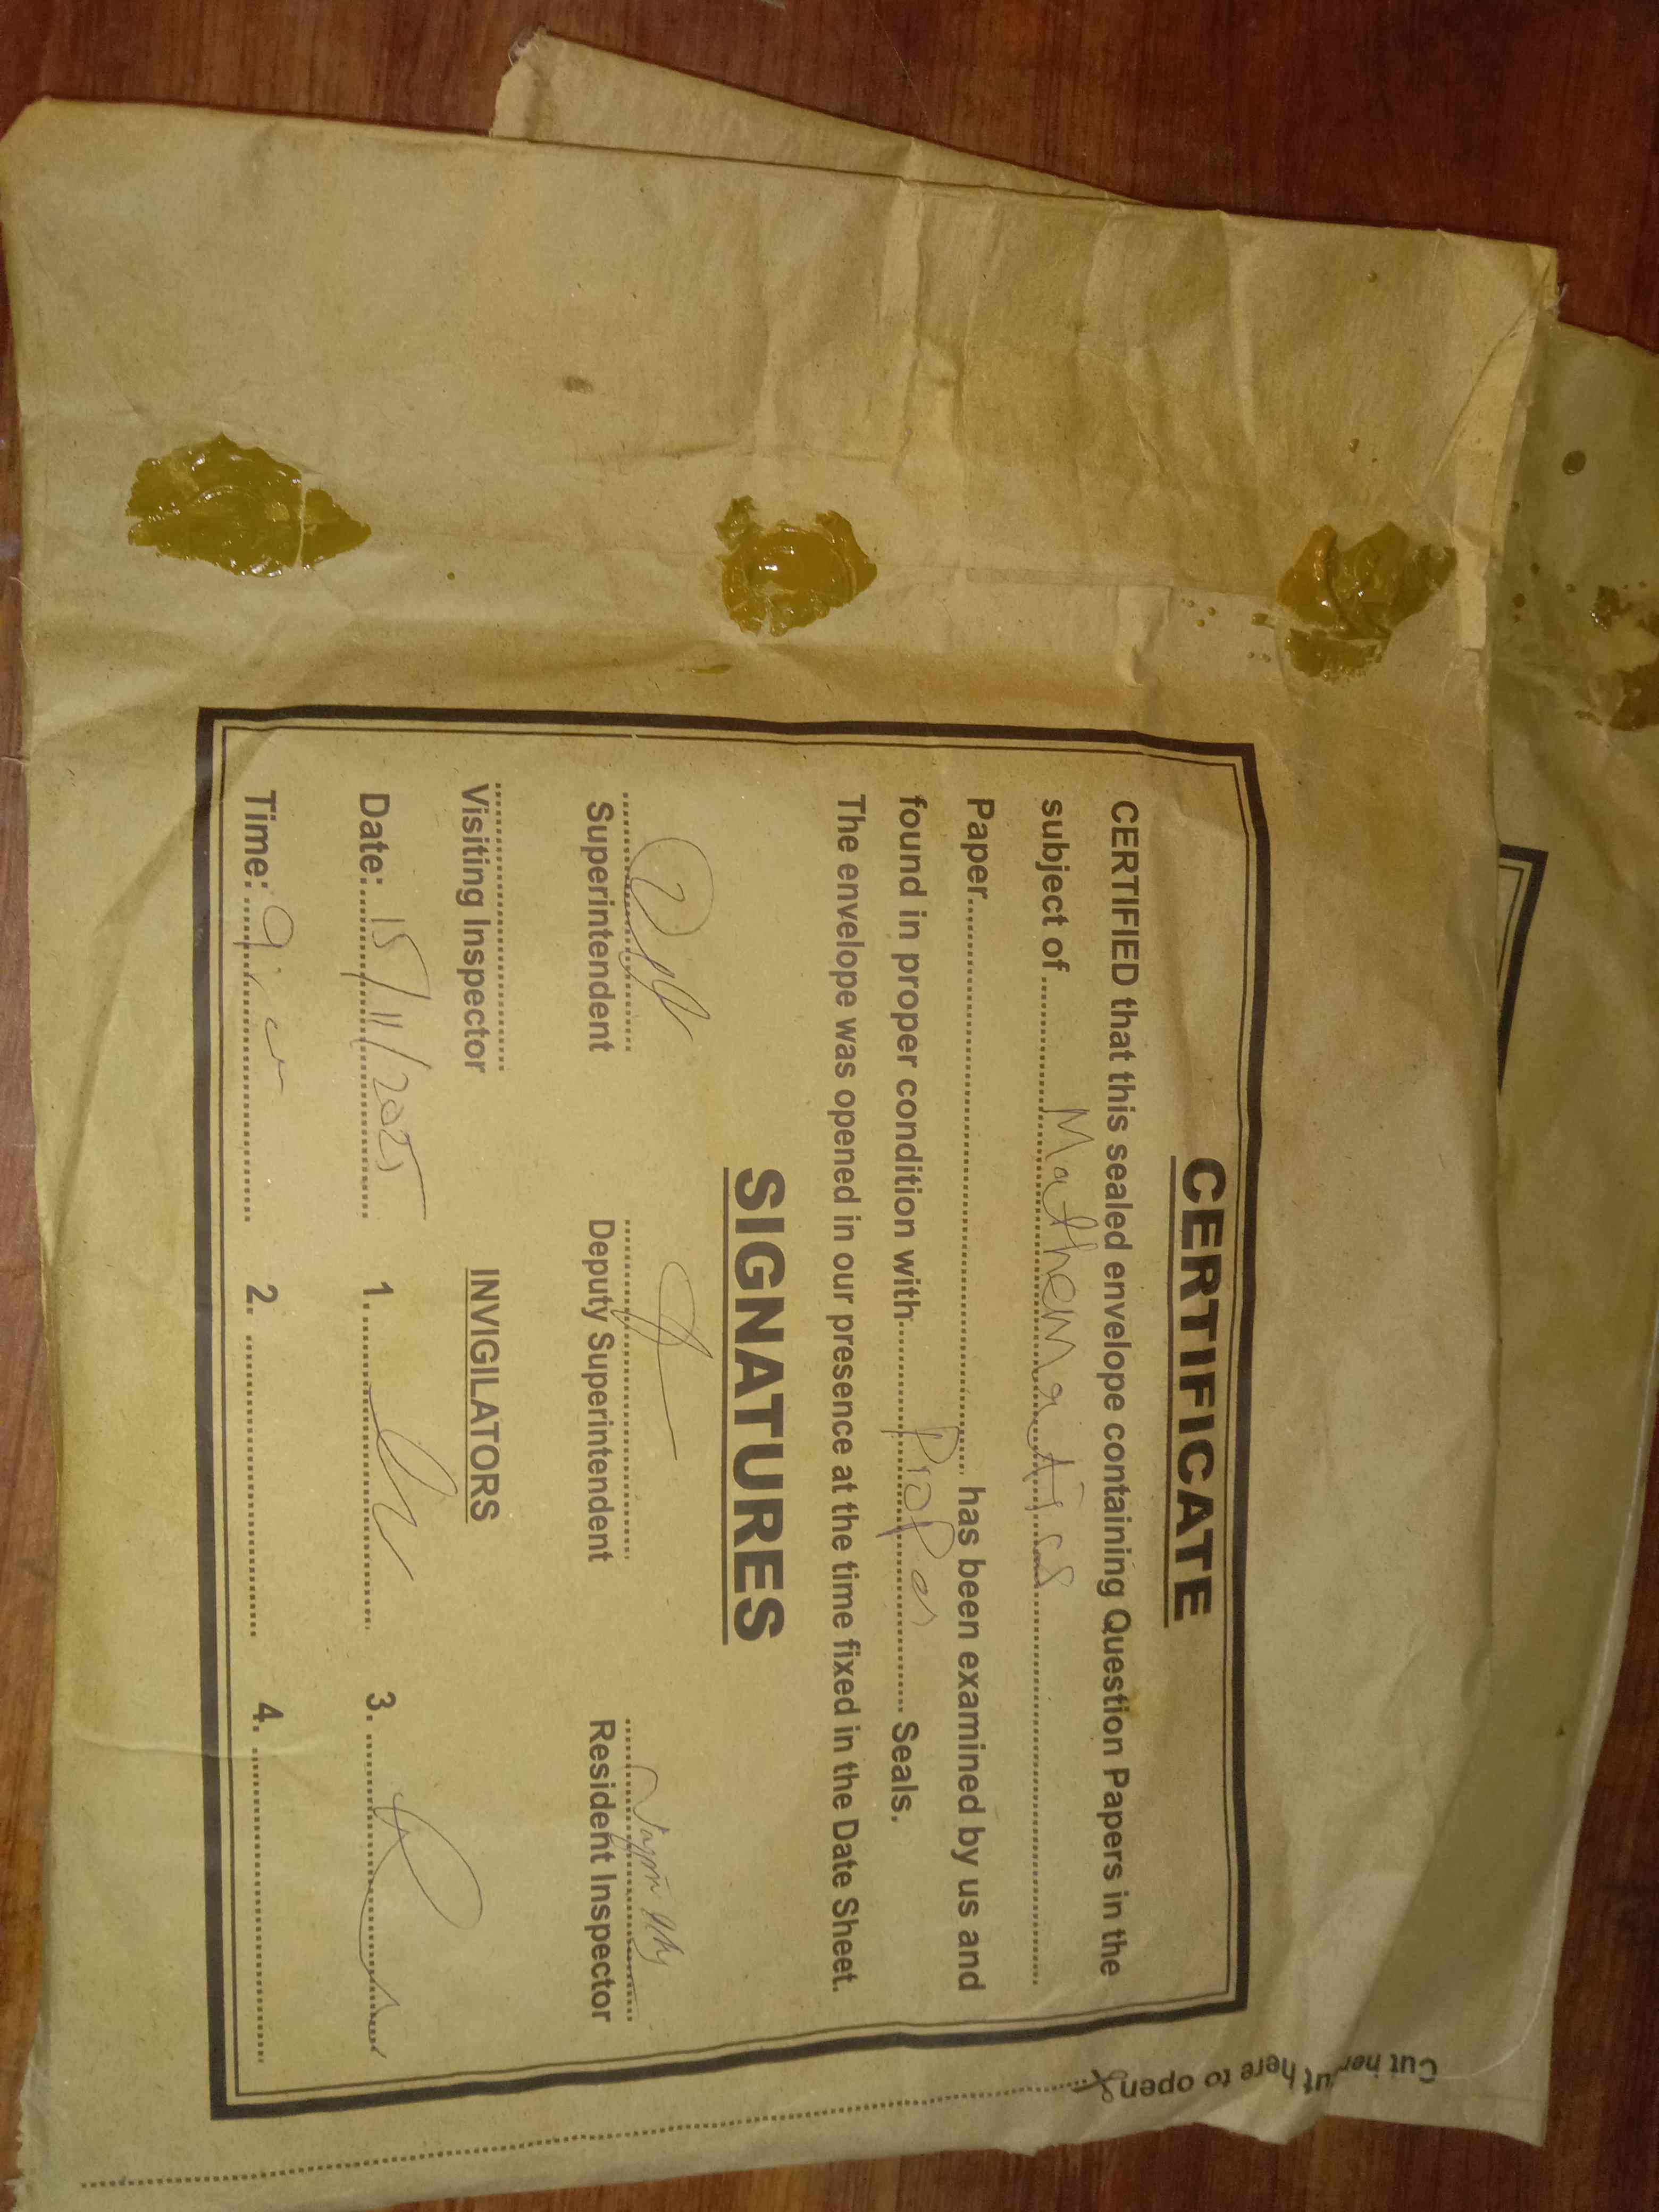 CERTIFICATE
CERTIFIED that this sealed envelope containing Question Papers in the
subject of Mathematics
Paper has been examined by us and
found in proper condition with Proper Seals.
The envelope was opened in our presence at the time fixed in the Date Sheet.
SIGNATURES
Superintendent Deputy Superintendent Resident Inspector
Visiting Inspector INVIGILATORS
Date: 15/11/2025 1. 3.
Time: 2. 4.
Cut here to open